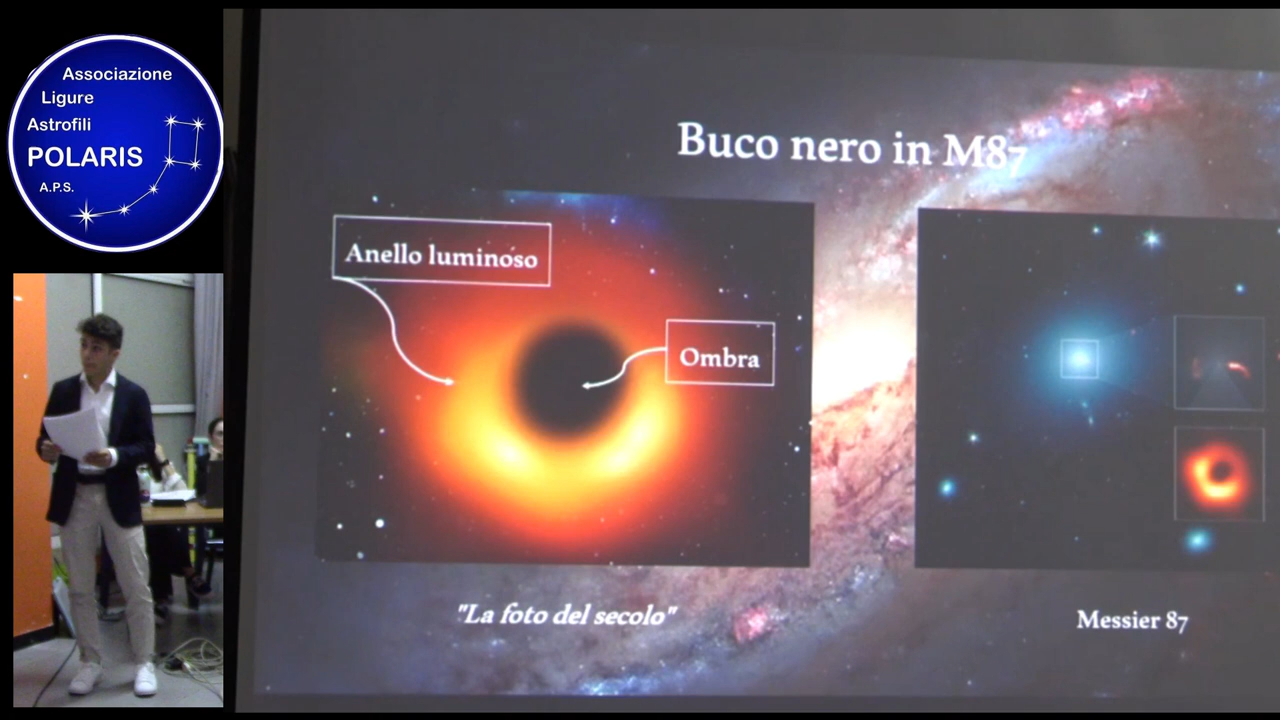 Associazione
Ligure
Astrofili
POLARIS
A.P.S.
Buco nero in M87
Anello luminoso
Ombra
"La foto del secolo"
Messier 87